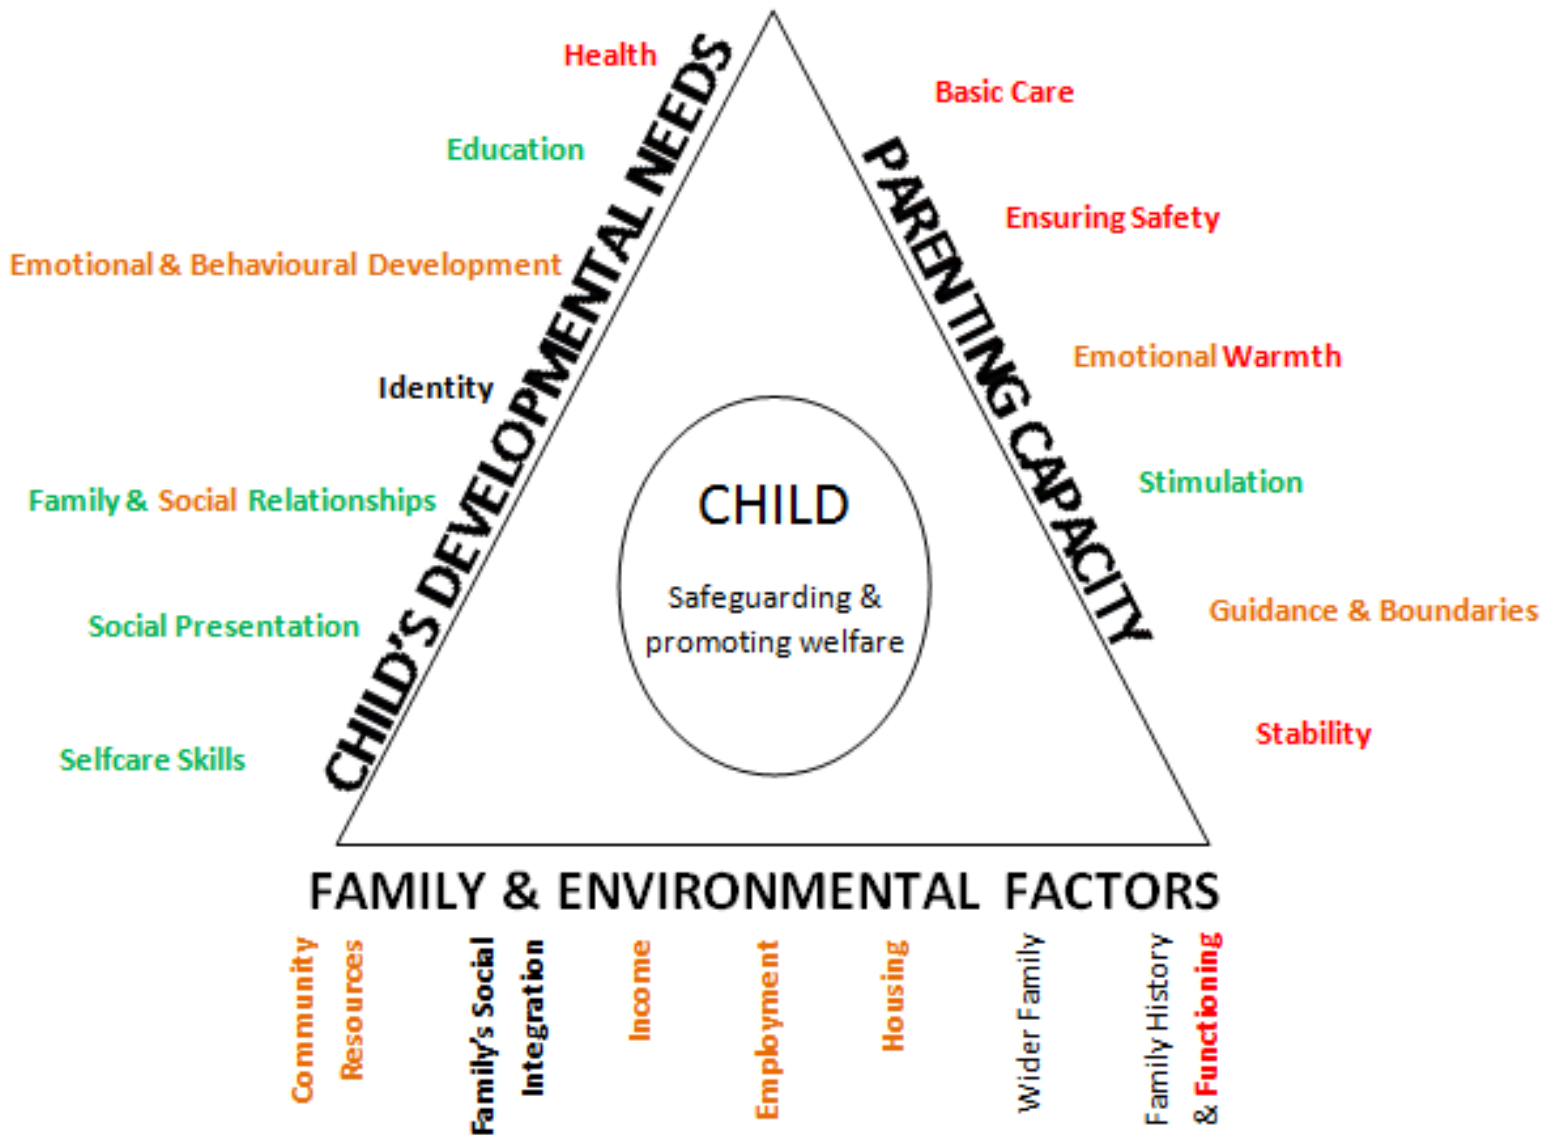 Health
Education
Emotional & Behavioural Development
Identity
Family & Social Relationships
Social Presentation
Selfcare Skills
CHILD'S DEVELOPMENTAL NEEDS
PARENTING CAPACITY
Basic Care
Ensuring Safety
Emotional Warmth
Stimulation
Guidance & Boundaries
Stability
CHILD
Safeguarding &
promoting welfare
FAMILY & ENVIRONMENTAL FACTORS
Community
Resources
Family's Social
Integration
Income
Employment
Housing
Wider Family
Family History
& Functioning